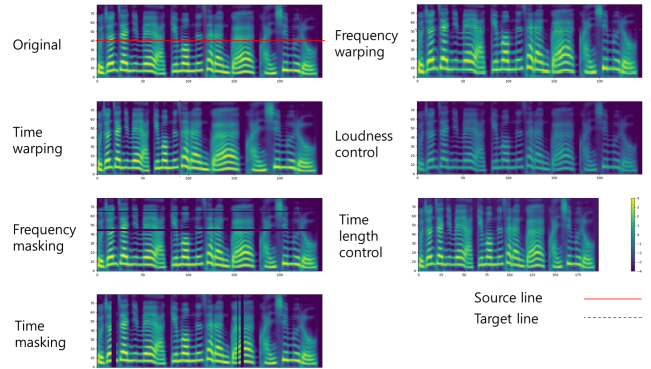 Original
Frequency
warping
Time
warping
Loudness
control
Frequency
masking
Time
length
control
Time
masking
Source line
Target line